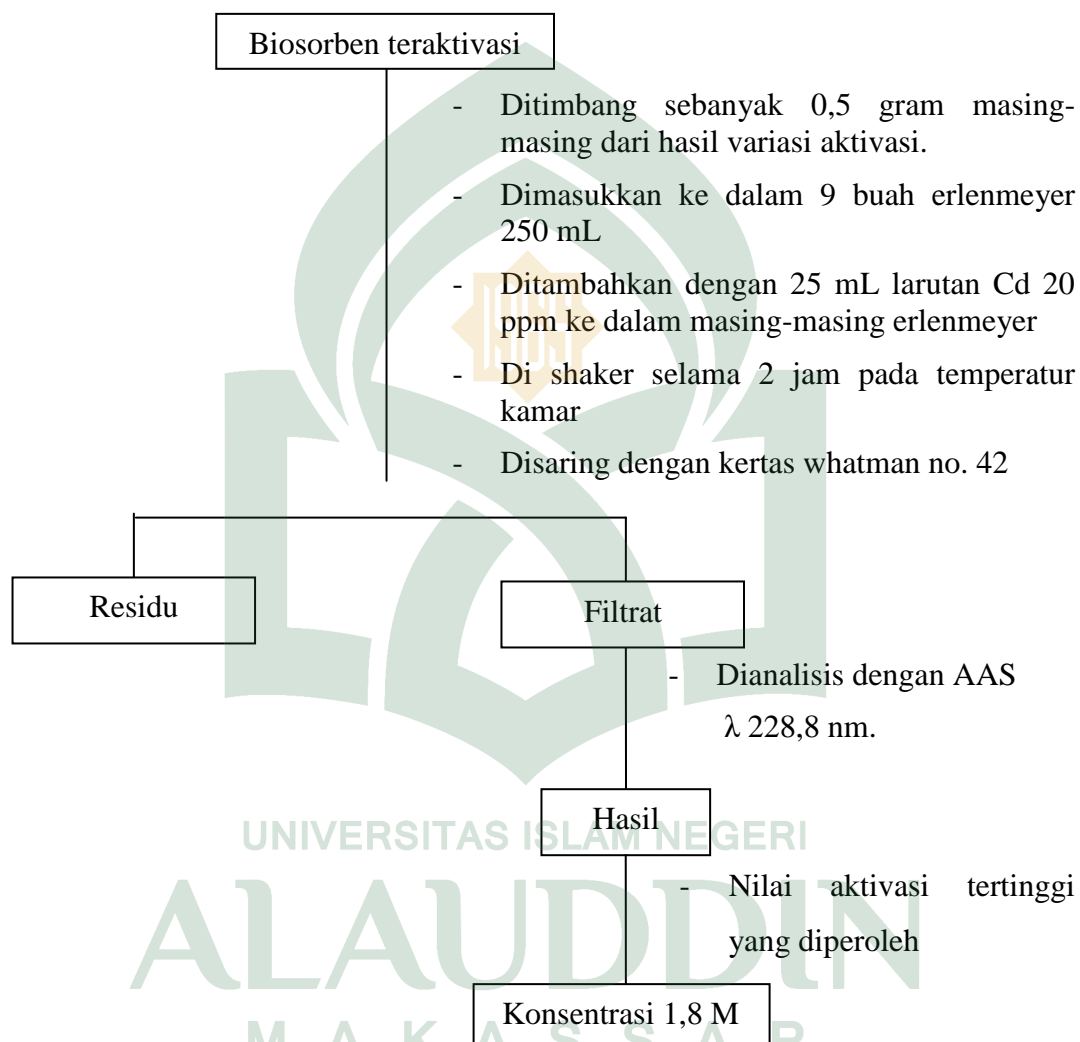 Biosorben teraktivasi
- Ditimbang sebanyak 0,5 gram masing-
masing dari hasil variasi aktivasi.
- Dimasukkan ke dalam 9 buah erlenmeyer
250 mL
- Ditambahkan dengan 25 mL larutan Cd 20
ppm ke dalam masing-masing erlenmeyer
- Di shaker selama 2 jam pada temperatur
kamar
- Disaring dengan kertas whatman no. 42
Residu
Filtrat
- Dianalisis dengan AAS
λ 228,8 nm.
Hasil
UNIVERSITAS ISLAM NEGERI
- Nilai aktivasi tertinggi
yang diperoleh
ALAUDDIN
Konsentrasi 1,8 M
MAKASSAR